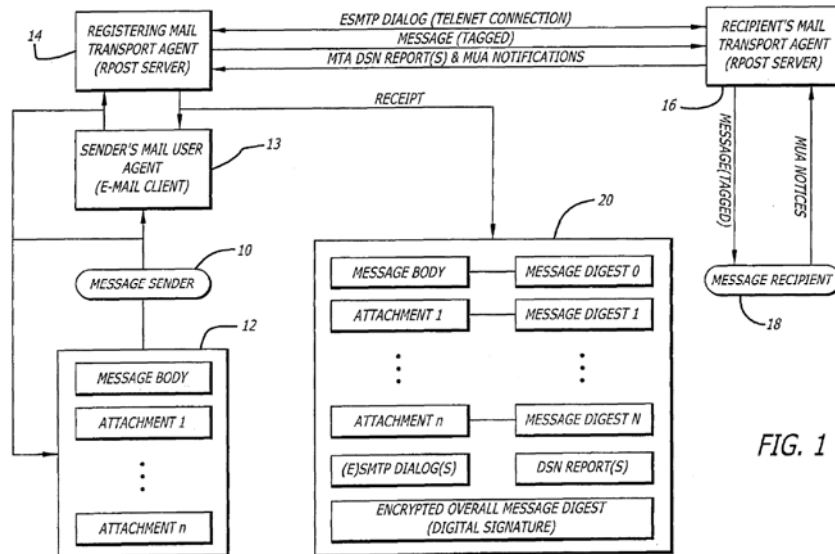 14
REGISTERING MAIL
TRANSPORT AGENT
(RPOST SERVER)
ESMTP DIALOG (TELENET CONNECTION)
MESSAGE (TAGGED)
MTA DSN REPORT(S) & MUA NOTIFICATIONS
RECIPIENT'S MAIL
TRANSPORT AGENT
(RPOST SERVER)
16
RECEIPT
13
SENDER'S MAIL USER
AGENT
(E-MAIL CLIENT)
MESSAGE(TAGGED)
MUA NOTICES
10
MESSAGE SENDER
20
MESSAGE RECIPIENT
18
12
MESSAGE BODY
ATTACHMENT 1
ATTACHMENT n
MESSAGE BODY
MESSAGE DIGEST 0
ATTACHMENT 1
MESSAGE DIGEST 1
ATTACHMENT n
MESSAGE DIGEST N
(E)SMTP DIALOG(S)
DSN REPORT(S)
ENCRYPTED OVERALL MESSAGE DIGEST
(DIGITAL SIGNATURE)
FIG. 1